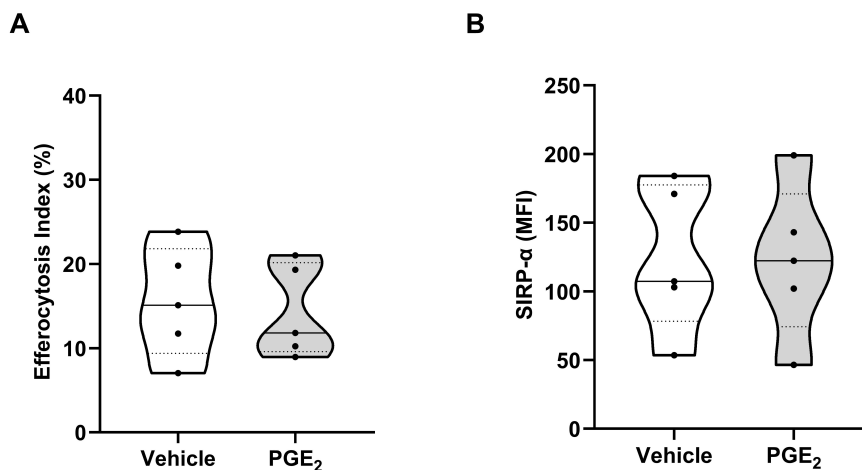 A
Efferocytosis Index (%)
40
30
20
10
0
Vehicle
PGE₂
B
SIRP-α (MFI)
250
200
150
100
50
0
Vehicle
PGE₂